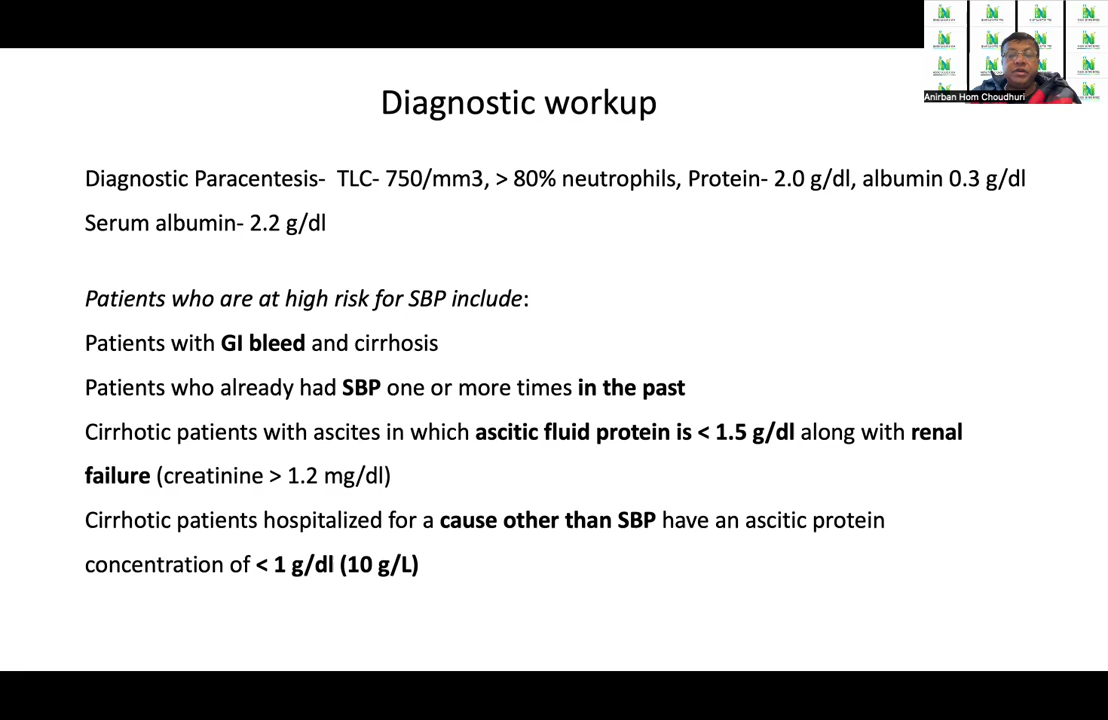 Anirban Hom Choudhuri
Diagnostic workup
Diagnostic Paracentesis- TLC- 750/mm3, > 80% neutrophils, Protein- 2.0 g/dl, albumin 0.3 g/dl
Serum albumin- 2.2 g/dl
Patients who are at high risk for SBP include:
Patients with GI bleed and cirrhosis
Patients who already had SBP one or more times in the past
Cirrhotic patients with ascites in which ascitic fluid protein is < 1.5 g/dl along with renal
failure (creatinine > 1.2 mg/dl)
Cirrhotic patients hospitalized for a cause other than SBP have an ascitic protein
concentration of < 1 g/dl (10 g/L)